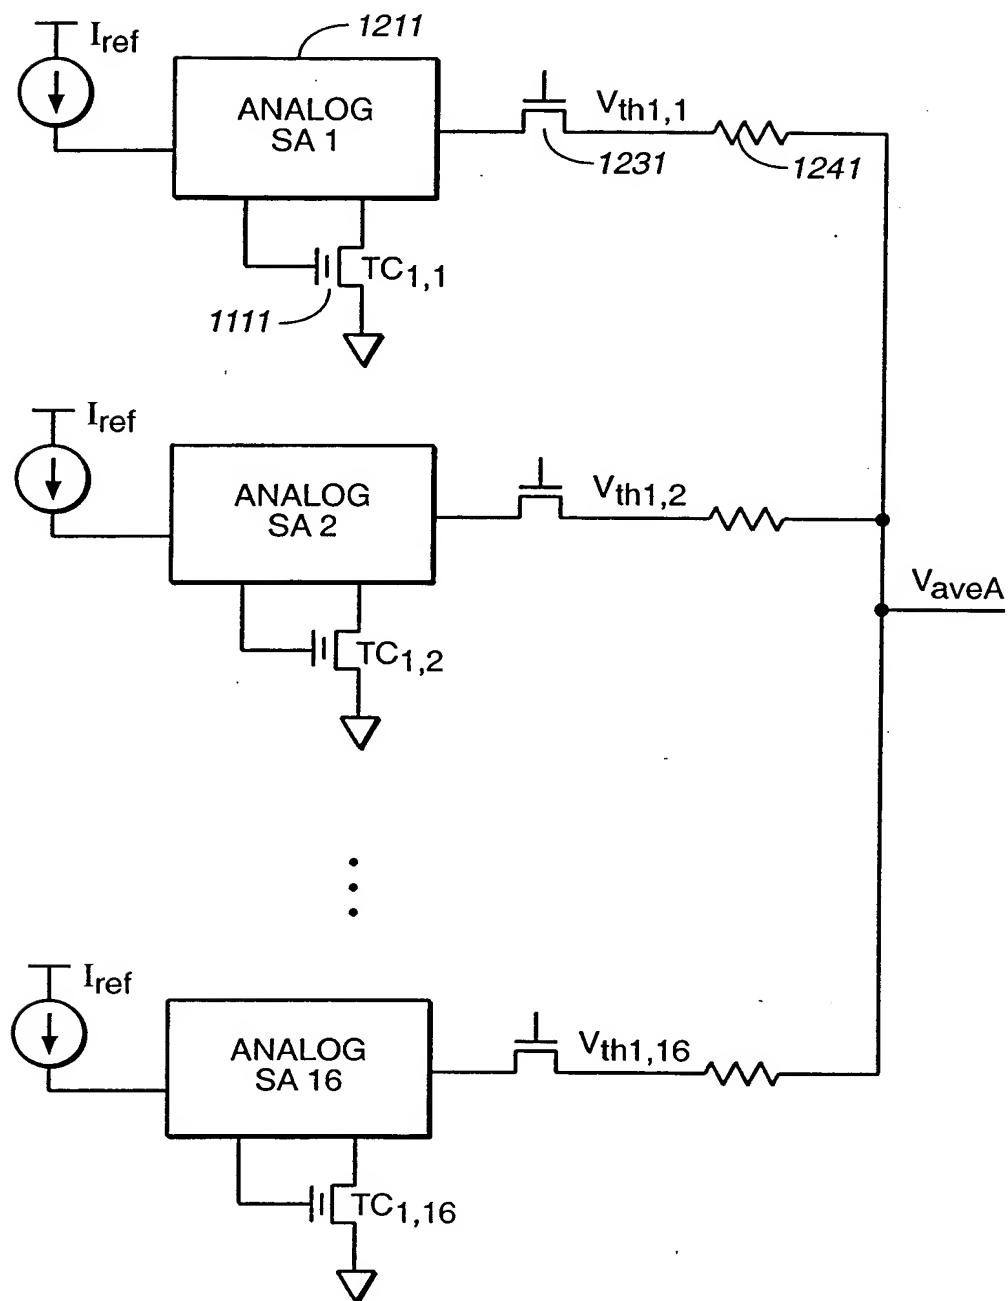 1211
I_ref
ANALOG
SA 1
V_th1,1
1231
1241
TC_1,1
1111
I_ref
ANALOG
SA 2
V_th1,2
V_aveA
TC_1,2
I_ref
ANALOG
SA 16
V_th1,16
TC_1,16